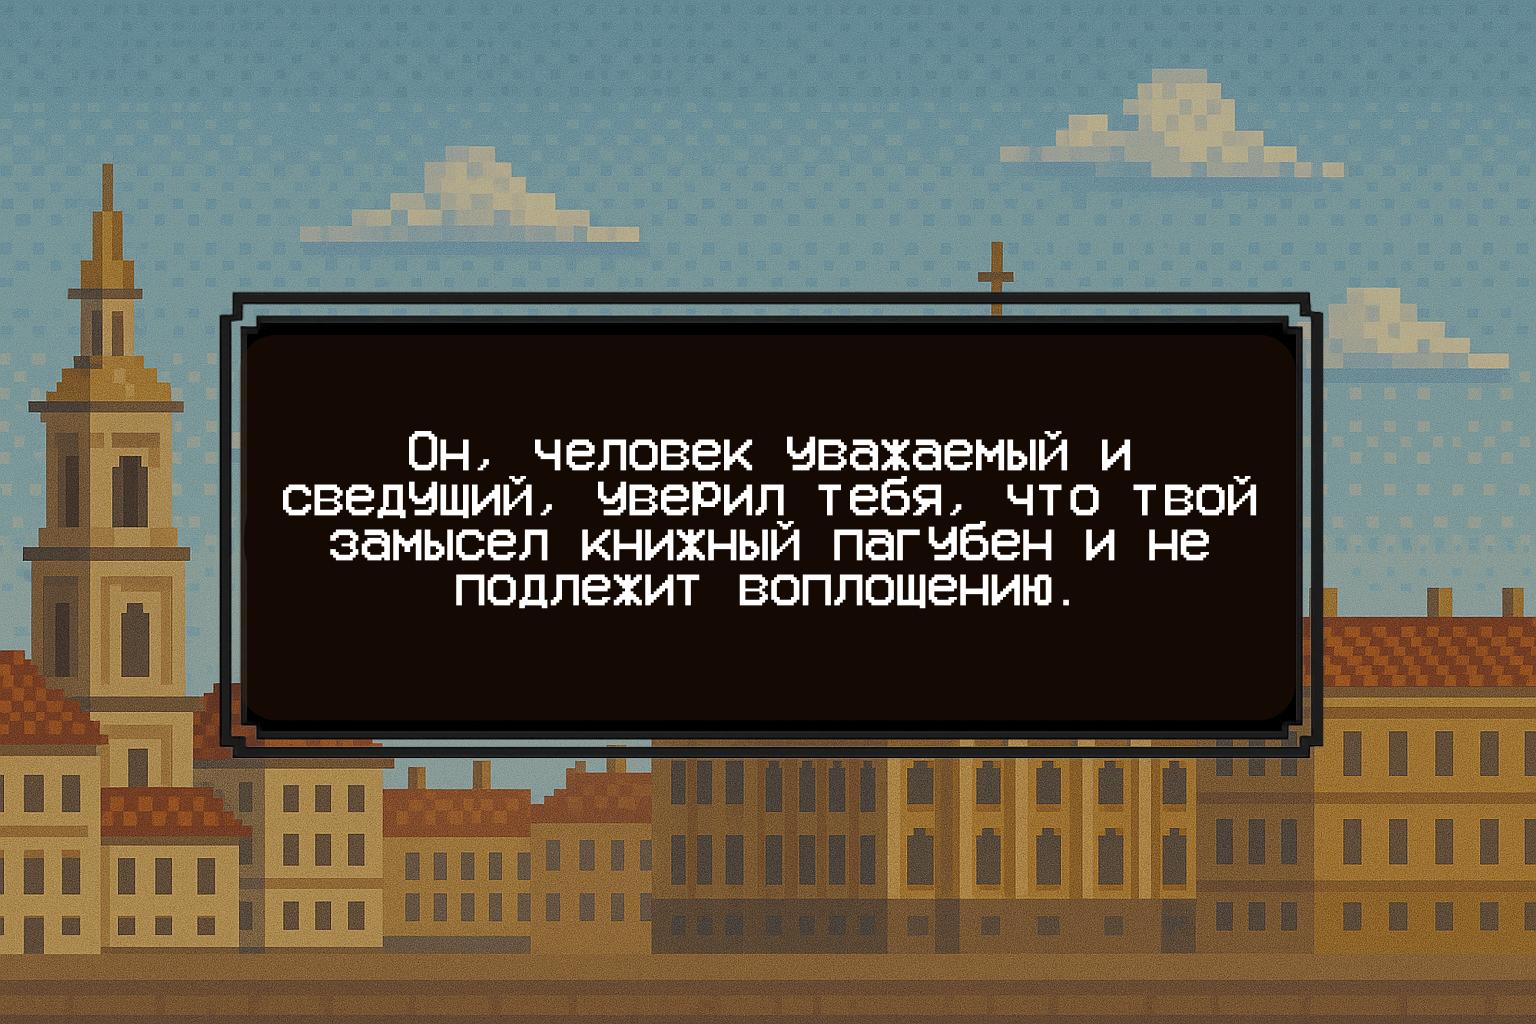 Он, человек уважаемый и
сведущий, уверил тебя, что твой
замысел книжный пагубен и не
подлежит воплощению.